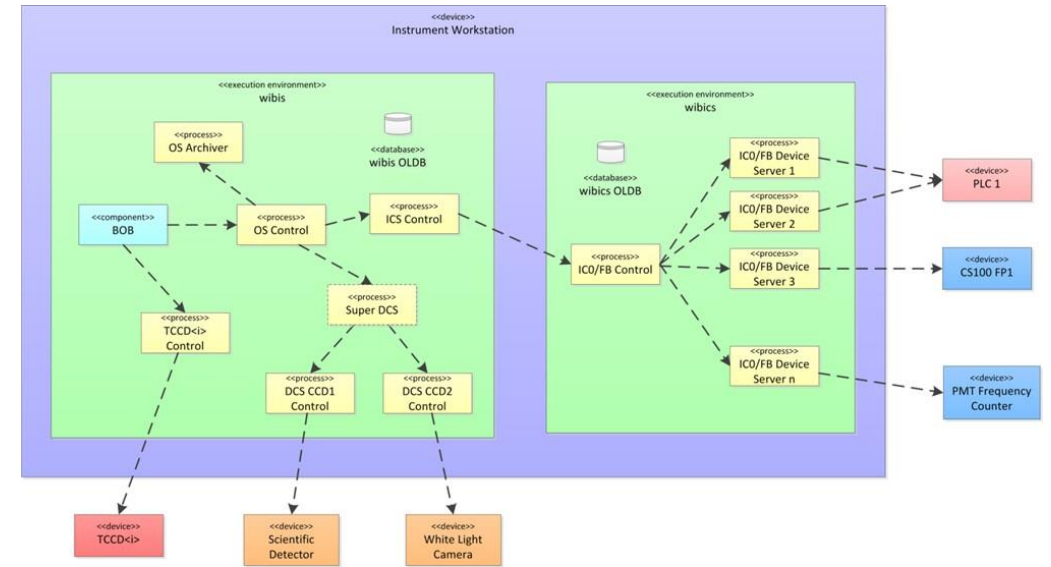 <<device>>
Instrument Workstation
<<execution environment>>
wibis
<<process>>
OS Archiver
<<database>>
wibis OLDB
<<component>>
BOB
<<process>>
OS Control
<<process>>
ICS Control
<<process>>
Super DCS
<<process>>
TCCD<i>
Control
<<process>>
DCS CCD1
Control
<<process>>
DCS CCD2
Control
<<execution environment>>
wibics
<<database>>
wibics OLDB
<<process>>
IC0/FB Control
<<process>>
IC0/FB Device
Server 1
<<process>>
IC0/FB Device
Server 2
<<process>>
IC0/FB Device
Server 3
<<process>>
IC0/FB Device
Server n
<<device>>
PLC 1
<<device>>
CS100 FP1
<<device>>
PMT Frequency
Counter
<<device>>
TCCD<i>
<<device>>
Scientific
Detector
<<device>>
White Light
Camera